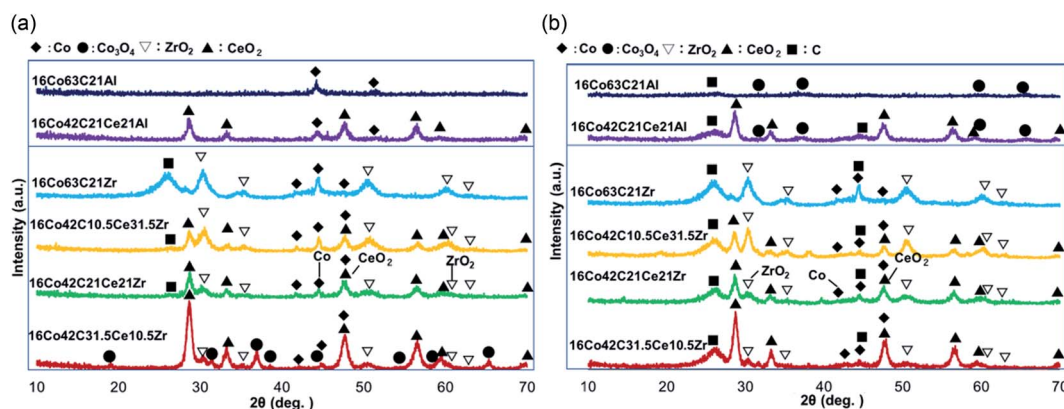 (a)
◆ :Co ● :Co₃O₄ ▽ : ZrO₂ ▲ : CeO₂
16Co63C21Al
16Co42C21Ce21Al
16Co63C21Zr
16Co42C10.5Ce31.5Zr
Co
CeO₂
ZrO₂
16Co42C21Ce21Zr
16Co42C31.5Ce10.5Zr
Intensity (a.u.)
10 20 30 40 50 60 70
2θ (deg. )
(b)
◆ :Co ● :Co₃O₄ ▽ : ZrO₂ ▲ : CeO₂ ■ : C
16Co63C21Al
16Co42C21Ce21Al
16Co63C21Zr
16Co42C10.5Ce31.5Zr
ZrO₂
Co
CeO₂
16Co42C21Ce21Zr
16Co42C31.5Ce10.5Zr
Intensity (a.u.)
10 20 30 40 50 60 70
2θ (deg. )